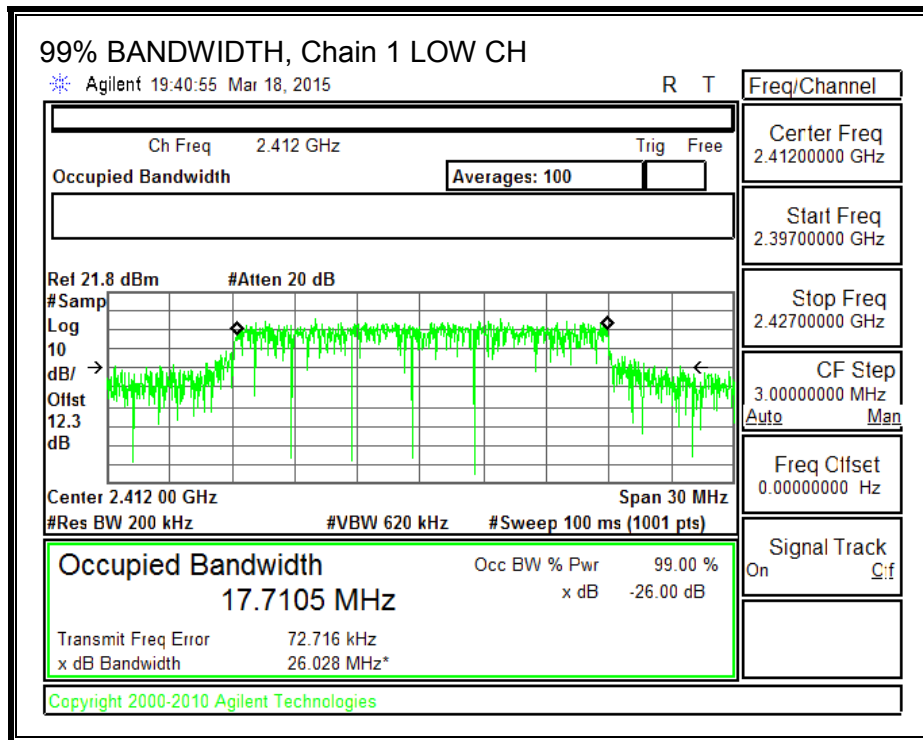 99% BANDWIDTH, Chain 1 LOW CH
Agilent 19:40:55 Mar 18, 2015 R T
Freq/Channel
Ch Freq 2.412 GHz Trig Free
Occupied Bandwidth Averages: 100
Center Freq
2.41200000 GHz
Start Freq
2.39700000 GHz
Stop Freq
2.42700000 GHz
CF Step
3.00000000 MHz
Auto Man
Freq Offset
0.00000000 Hz
Signal Track
On Off
Ref 21.8 dBm #Atten 20 dB
#Samp
Log
10
dB/
Offst
12.3
dB
Center 2.412 00 GHz Span 30 MHz
#Res BW 200 kHz #VBW 620 kHz #Sweep 100 ms (1001 pts)
Occupied Bandwidth
17.7105 MHz
Occ BW % Pwr 99.00 %
x dB -26.00 dB
Transmit Freq Error 72.716 kHz
x dB Bandwidth 26.028 MHz*
Copyright 2000-2010 Agilent Technologies